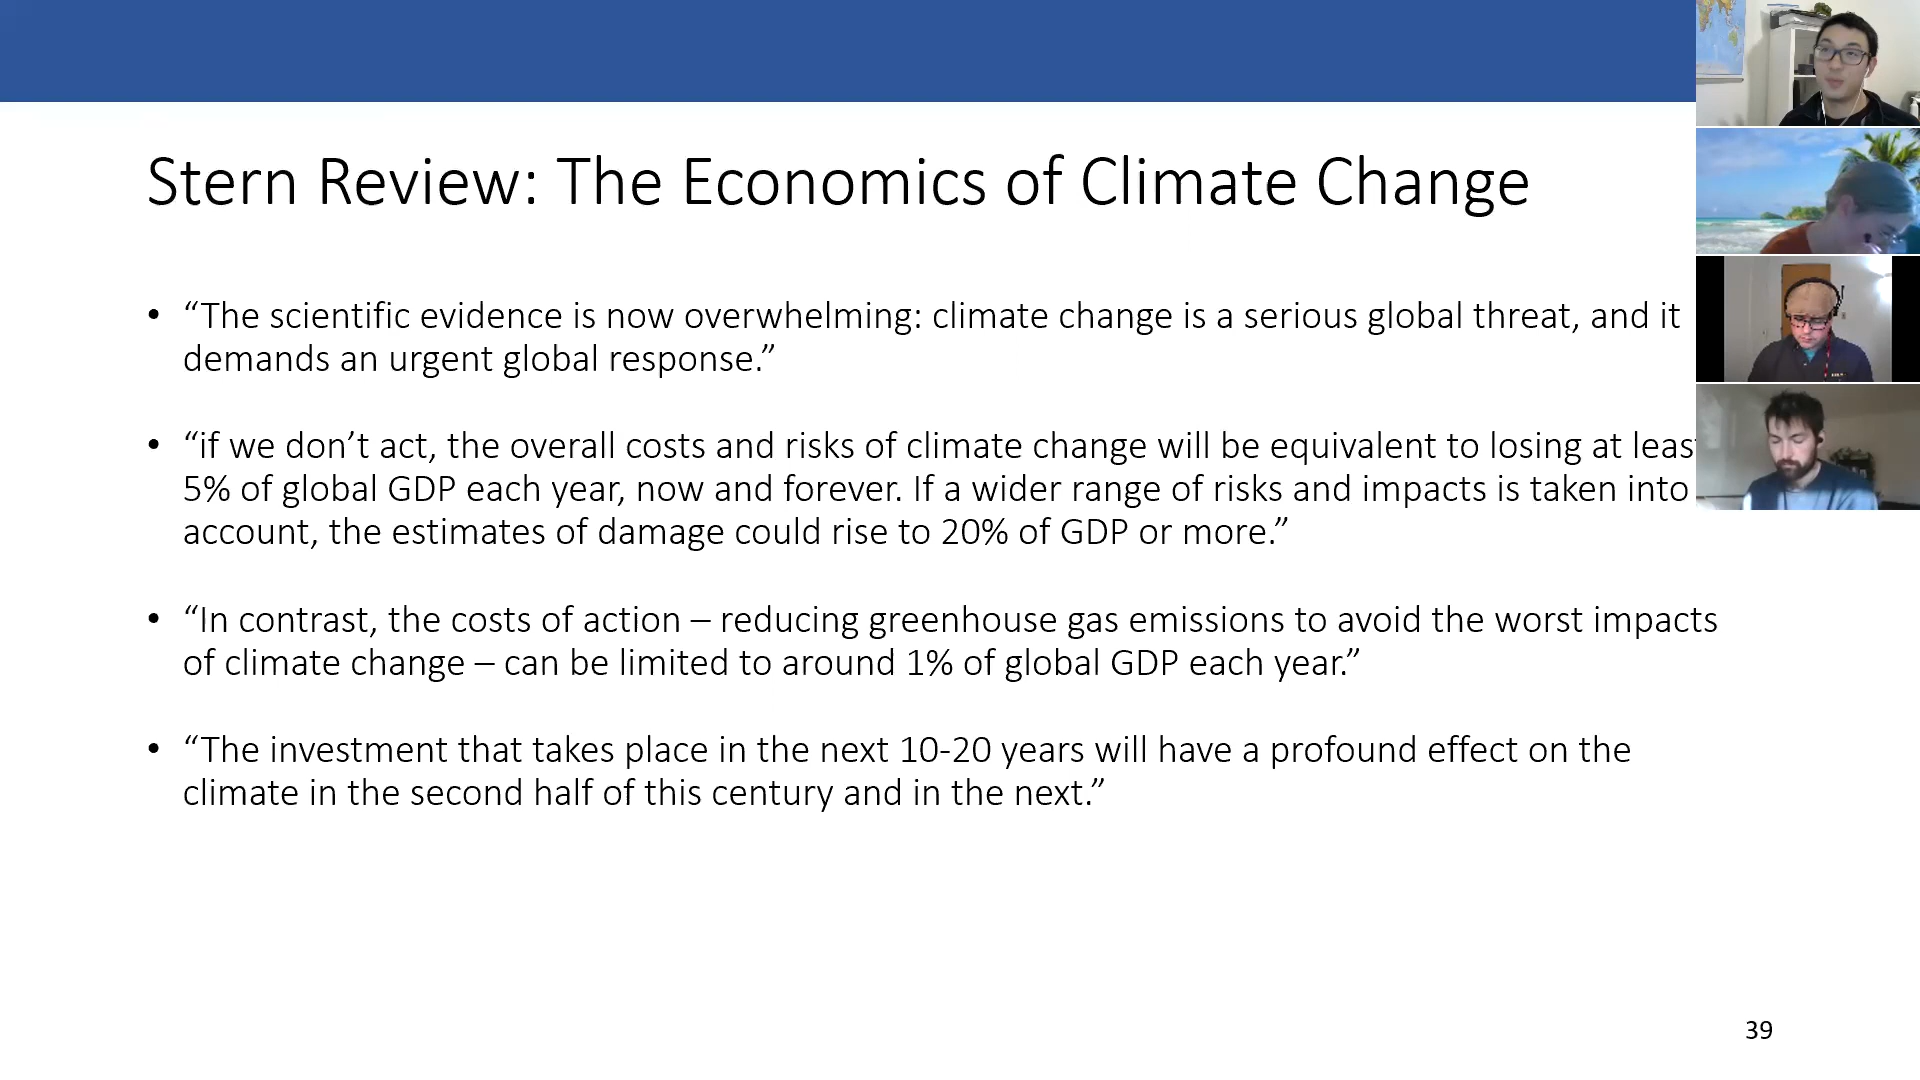 Stern Review: The Economics of Climate Change
• “The scientific evidence is now overwhelming: climate change is a serious global threat, and it
demands an urgent global response.”
• “if we don’t act, the overall costs and risks of climate change will be equivalent to losing at least
5% of global GDP each year, now and forever. If a wider range of risks and impacts is taken into
account, the estimates of damage could rise to 20% of GDP or more.”
• “In contrast, the costs of action – reducing greenhouse gas emissions to avoid the worst impacts
of climate change – can be limited to around 1% of global GDP each year.”
• “The investment that takes place in the next 10-20 years will have a profound effect on the
climate in the second half of this century and in the next.”
39